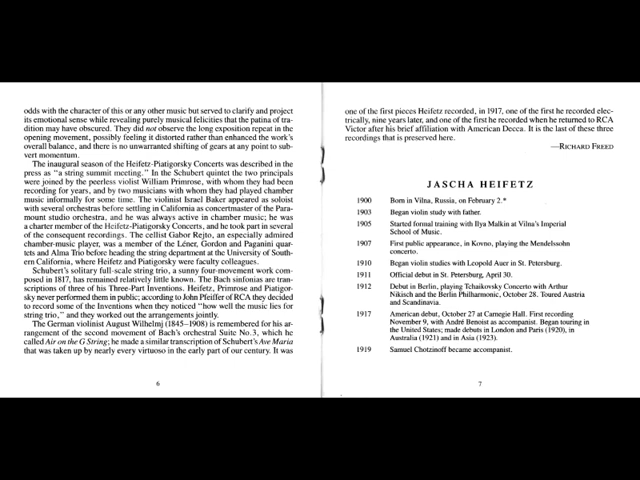 odds with the character of this or any other music but served to clarify and project
its emotional sense while revealing purely musical felicities that the patina of tra-
dition may have obscured. They did not observe the long exposition repeat in the
opening movement, possibly feeling it distorted rather than enhanced the work's
overall balance, and there is no unwarranted shifting of gears at any point to sub-
vert momentum.
The inaugural season of the Heifetz-Piatigorsky Concerts was described in the
press as "a string summit meeting." In the Schubert quintet the two principals
were joined by the peerless violist William Primrose, with whom they had been
recording for years, and by two musicians with whom they had played chamber
music informally for some time. The violinist Israel Baker appeared as soloist
with several orchestras before settling in California as concertmaster of the Para-
mount studio orchestra, and he was always active in chamber music; he was
a charter member of the Heifetz-Piatigorsky Concerts, and he took part in several
of the consequent recordings. The cellist Gabor Rejto, an especially admired
chamber-music player, was a member of the Léner, Gordon and Paganini quar-
tets and Alma Trio before heading the string department at the University of South-
ern California, where Heifetz and Piatigorsky were faculty colleagues.
Schubert's solitary full-scale string trio, a sunny four-movement work com-
posed in 1817, has remained relatively little known. The Bach sinfonias are tran-
scriptions of three of his Three-Part Inventions. Heifetz, Primrose and Piatigor-
sky never performed them in public; according to John Pfeiffer of RCA they decided
to record some of the Inventions when they noticed "how well the music lies for
string trio," and they worked out the arrangements jointly.
The German violinist August Wilhelmj (1845–1908) is remembered for his ar-
rangement of the second movement of Bach's orchestral Suite No. 3, which he
called Air on the G String; he made a similar transcription of Schubert's Ave Maria
that was taken up by nearly every virtuoso in the early part of our century. It was
6
one of the first pieces Heifetz recorded, in 1917, one of the first he recorded elec-
trically, nine years later, and one of the first he recorded when he returned to RCA
Victor after his brief affiliation with American Decca. It is the last of these three
recordings that is preserved here.
—RICHARD FREED
JASCHA HEIFETZ
1900 Born in Vilna, Russia, on February 2.*
1903 Began violin study with father.
1905 Started formal training with Ilya Malkin at Vilna's Imperial
School of Music.
1907 First public appearance, in Kovno, playing the Mendelssohn
concerto.
1910 Began violin studies with Leopold Auer in St. Petersburg.
1911 Official debut in St. Petersburg, April 30.
1912 Debut in Berlin, playing Tchaikovsky Concerto with Arthur
Nikisch and the Berlin Philharmonic, October 28. Toured Austria
and Scandinavia.
1917 American debut, October 27 at Carnegie Hall. First recording
November 9, with André Benoist as accompanist. Began touring in
the United States; made debuts in London and Paris (1920), in
Australia (1921) and in Asia (1923).
1919 Samuel Chotzinoff became accompanist.
7